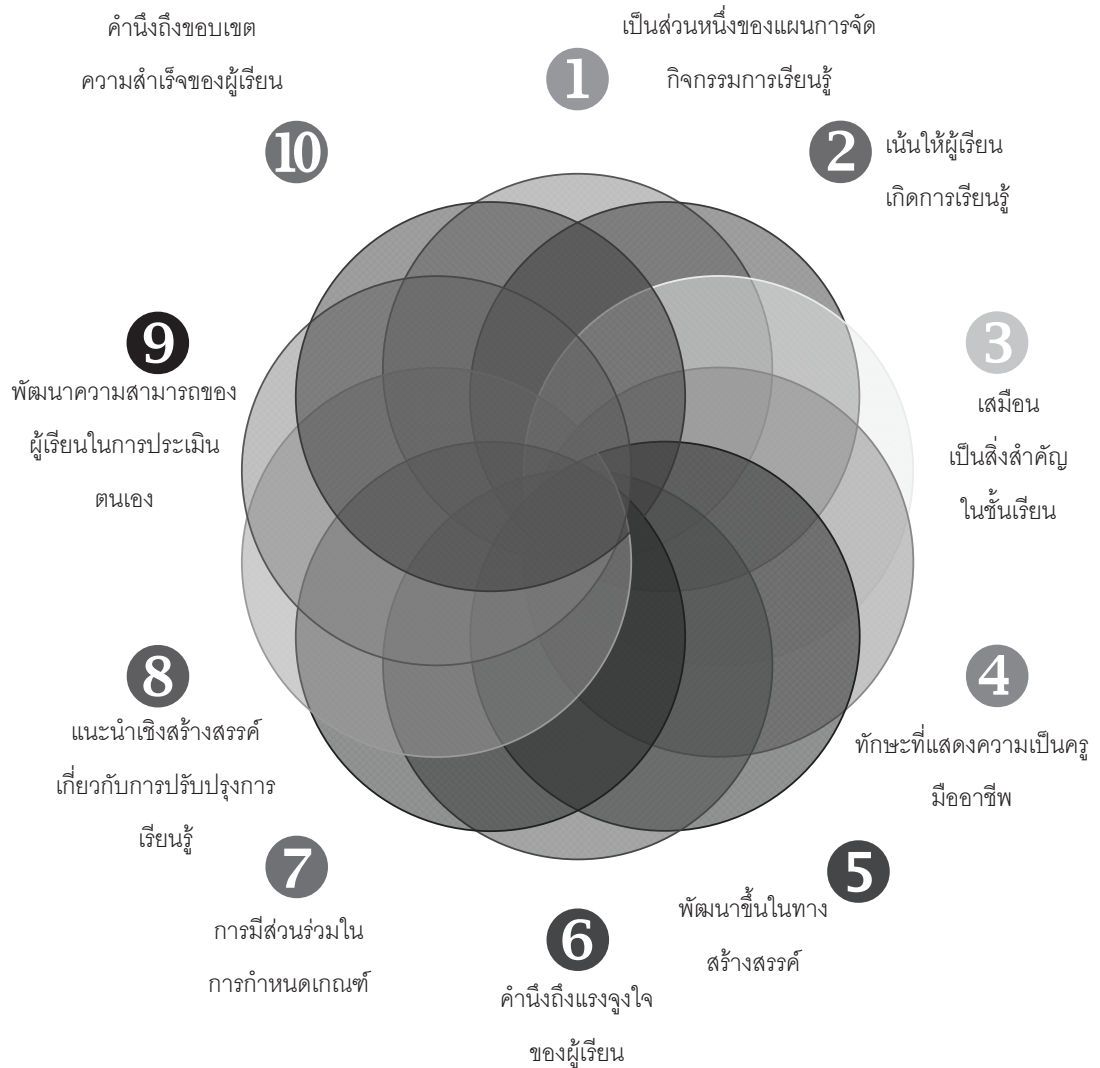 1
เป็นส่วนหนึ่งของแผนการจัด
กิจกรรมการเรียนรู้
2
เน้นให้ผู้เรียน
เกิดการเรียนรู้
3
เสมือน
เป็นสิ่งสำคัญ
ในชั้นเรียน
4
ทักษะที่แสดงความเป็นครู
มืออาชีพ
5
พัฒนาขึ้นในทาง
สร้างสรรค์
6
คำนึงถึงแรงจูงใจ
ของผู้เรียน
7
การมีส่วนร่วมใน
การกำหนดเกณฑ์
8
แนะนำเชิงสร้างสรรค์
เกี่ยวกับการปรับปรุงการ
เรียนรู้
9
พัฒนาความสามารถของ
ผู้เรียนในการประเมิน
ตนเอง
10
คำนึงถึงขอบเขต
ความสำเร็จของผู้เรียน